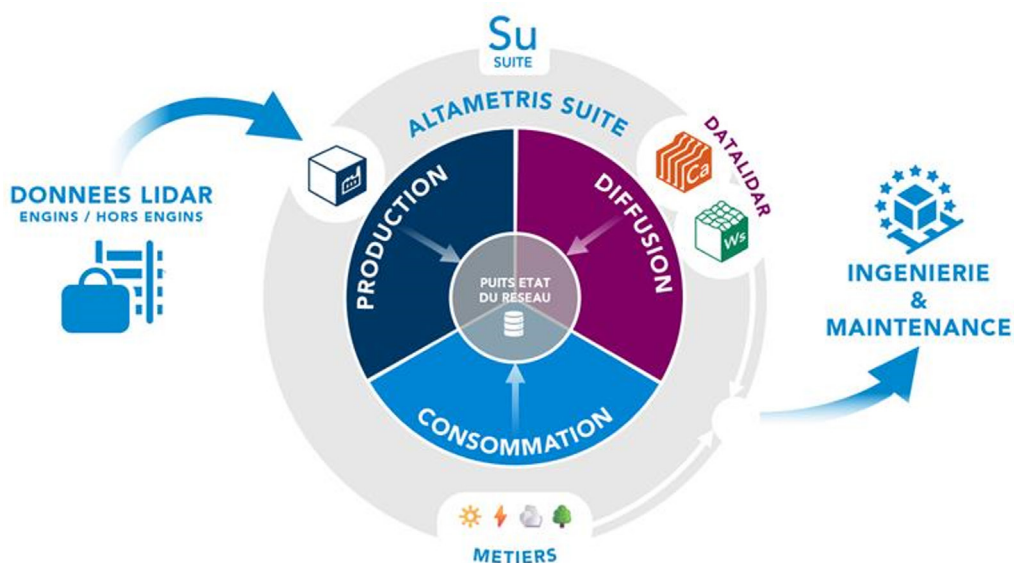 Su
SUITE
ALTAMETRIS SUITE
DATALIDAR
Ca
Ws
DONNEES LIDAR
ENGINS / HORS ENGINS
PRODUCTION
DIFFUSION
PUITS ETAT
DU RESEAU
CONSOMMATION
INGENIERIE
&
MAINTENANCE
METIERS